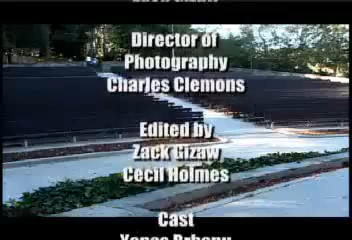 Director of
Photography
Charles Clemons
Edited by
Zack Gizaw
Cecil Holmes
Cast